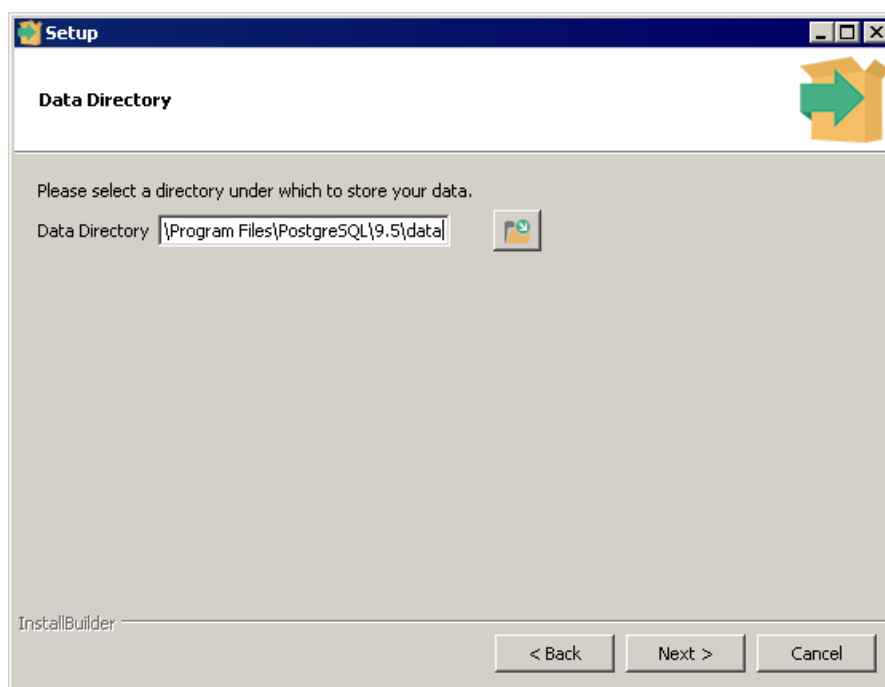 Setup
Data Directory
Please select a directory under which to store your data.
Data Directory \Program Files\PostgreSQL\9.5\data
InstallBuilder
< Back Next > Cancel